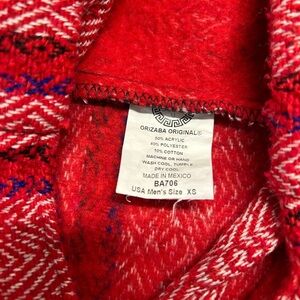 ORIZABA ORIGINAL®
50% ACRYLIC
40% POLYESTER
10% COTTON
MACHINE OR HAND
WASH COOL, TUMBLE
DRY COOL
MADE IN MEXICO
BA706
USA Men's Size XS